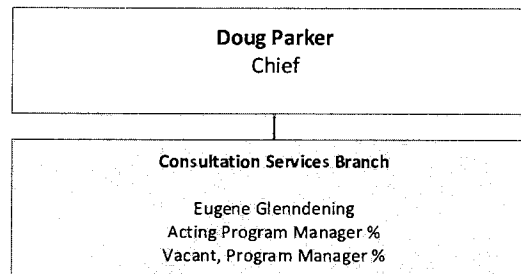 Doug Parker
Chief
Consultation Services Branch
Eugene Glenndening
Acting Program Manager %
Vacant, Program Manager %